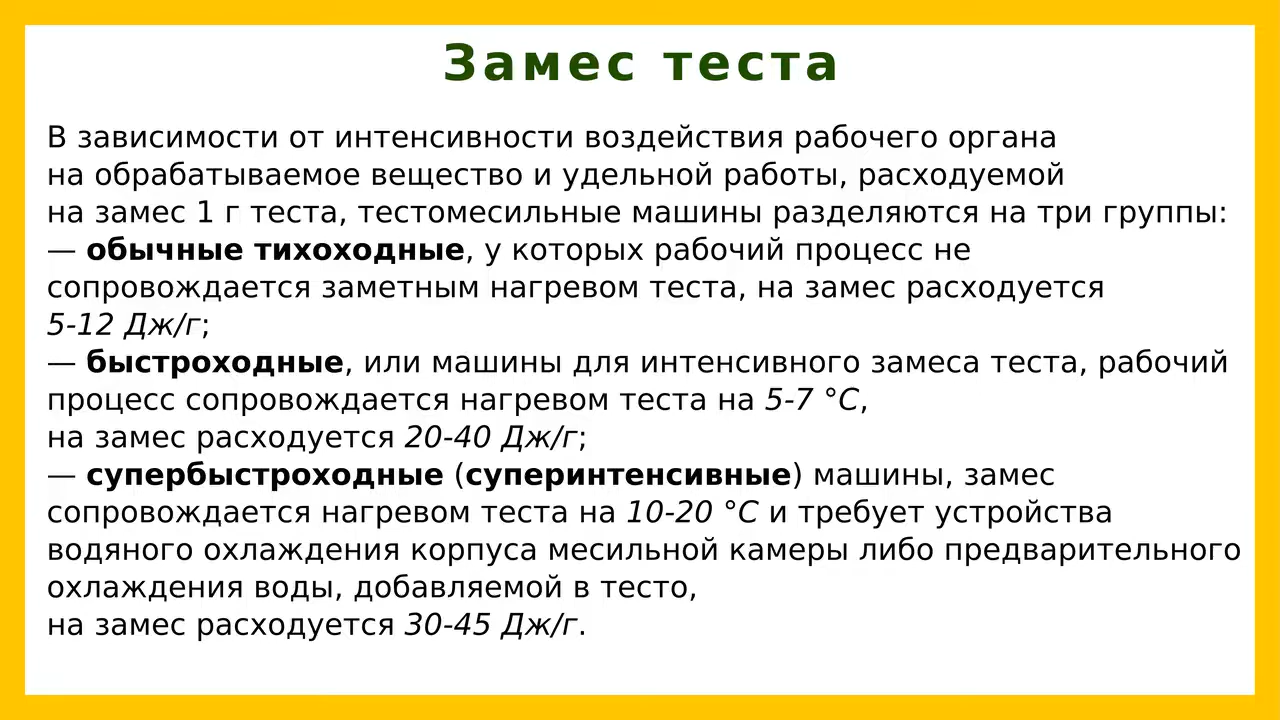 Замес теста
В зависимости от интенсивности воздействия рабочего органа
на обрабатываемое вещество и удельной работы, расходуемой
на замес 1 г теста, тестомесильные машины разделяются на три группы:
— обычные тихоходные, у которых рабочий процесс не
сопровождается заметным нагревом теста, на замес расходуется
5-12 Дж/г;
— быстроходные, или машины для интенсивного замеса теста, рабочий
процесс сопровождается нагревом теста на 5-7 °С,
на замес расходуется 20-40 Дж/г;
— супербыстроходные (суперинтенсивные) машины, замес
сопровождается нагревом теста на 10-20 °С и требует устройства
водяного охлаждения корпуса месильной камеры либо предварительного
охлаждения воды, добавляемой в тесто,
на замес расходуется 30-45 Дж/г.